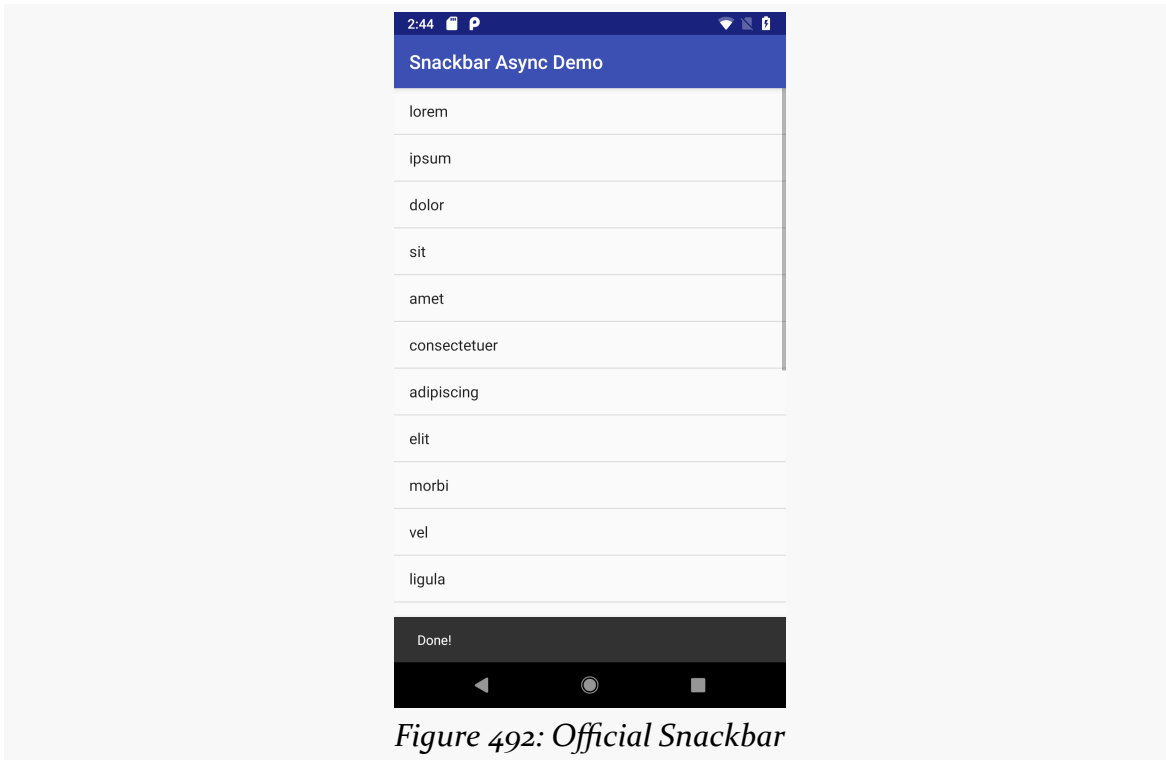 2:44
Snackbar Async Demo
lorem
ipsum
dolor
sit
amet
consectetuer
adipiscing
elit
morbi
vel
ligula
Done!
Figure 492: Official Snackbar